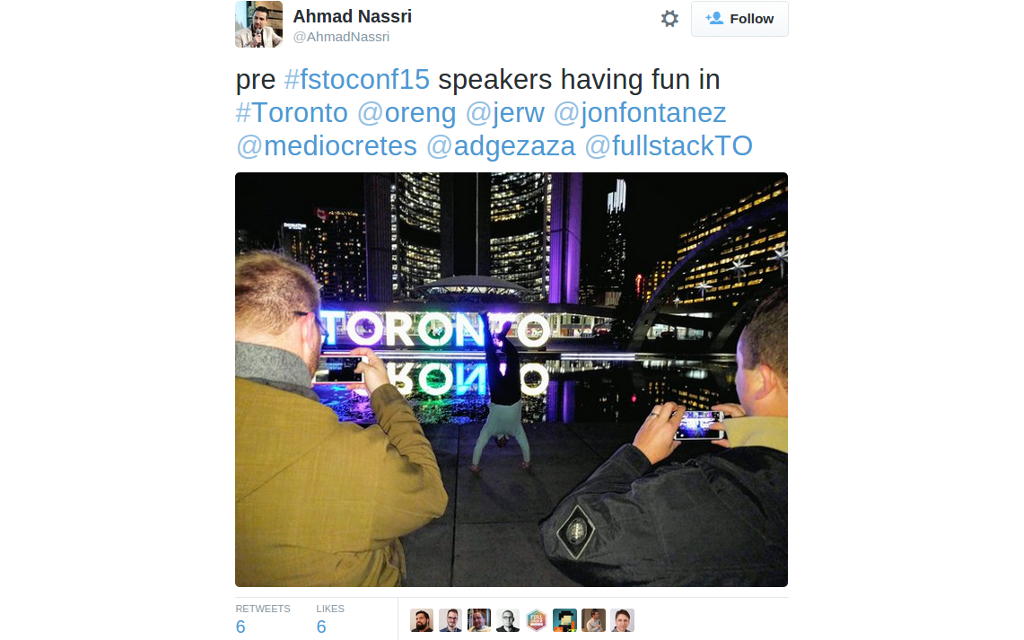 Ahmad Nassri
@AhmadNassri
Follow
pre #fstoconf15 speakers having fun in
#Toronto @oreng @jerw @jonfontanez
@mediocretes @adgezaza @fullstackTO
TORONTO
RETWEETS
LIKES
6
6